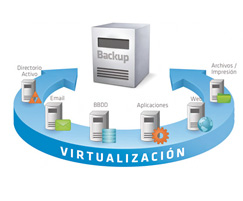 Backup
Directorio
Activo
Archivos /
Impresión
Email
Web
BBDD
Aplicaciones
VIRTUALIZACIÓN